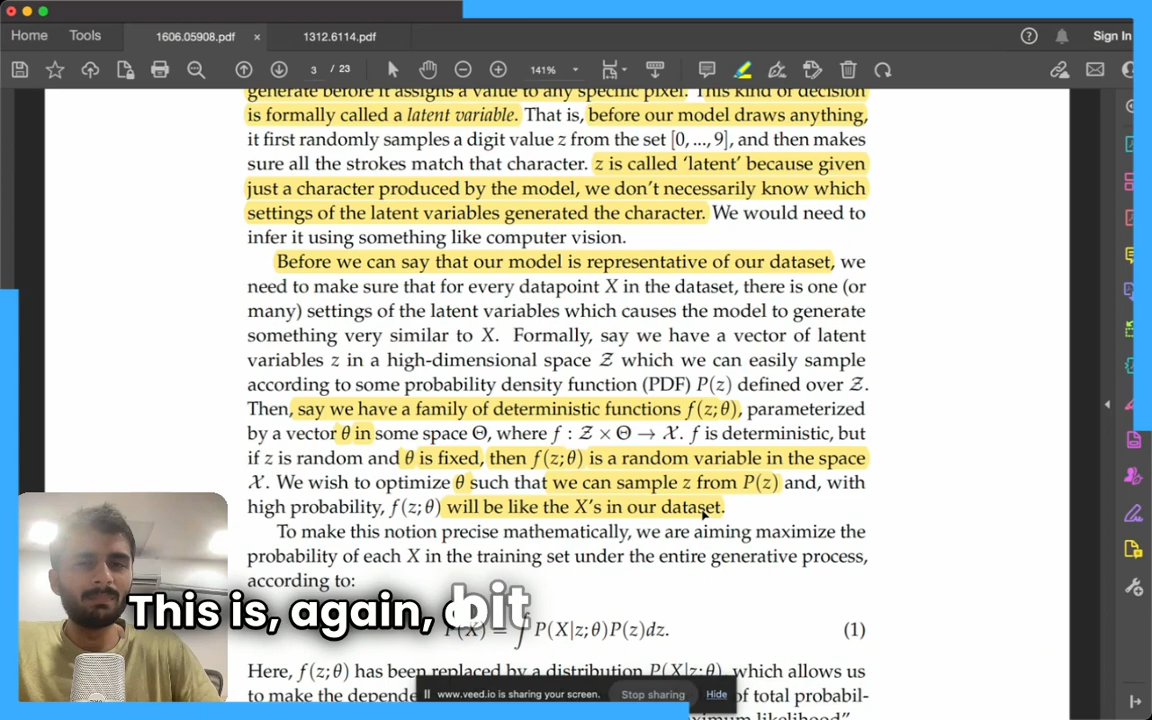 Home Tools 1606.05908.pdf × 1312.6114.pdf Sign In
3 / 23 141%
generate before it assigns a value to any specific pixel. This kind of decision
is formally called a latent variable. That is, before our model draws anything,
it first randomly samples a digit value z from the set [0, ..., 9], and then makes
sure all the strokes match that character. z is called ‘latent’ because given
just a character produced by the model, we don’t necessarily know which
settings of the latent variables generated the character. We would need to
infer it using something like computer vision.
Before we can say that our model is representative of our dataset, we
need to make sure that for every datapoint X in the dataset, there is one (or
many) settings of the latent variables which causes the model to generate
something very similar to X. Formally, say we have a vector of latent
variables z in a high-dimensional space 𝒵 which we can easily sample
according to some probability density function (PDF) P(z) defined over 𝒵.
Then, say we have a family of deterministic functions f(z; θ), parameterized
by a vector θ in some space Θ, where f : 𝒵 × Θ → 𝒳. f is deterministic, but
if z is random and θ is fixed, then f(z; θ) is a random variable in the space
𝒳. We wish to optimize θ such that we can sample z from P(z) and, with
high probability, f(z; θ) will be like the X’s in our dataset.
To make this notion precise mathematically, we are aiming maximize the
probability of each X in the training set under the entire generative process,
according to:
This is, again, a bit
P(X) = ∫ P(X|z; θ)P(z)dz. (1)
Here, f(z; θ) has been replaced by a distribution P(X|z; θ), which allows us
to make the depende of total probabil-
www.veed.io is sharing your screen. Stop sharing Hide
aximum likelihood”